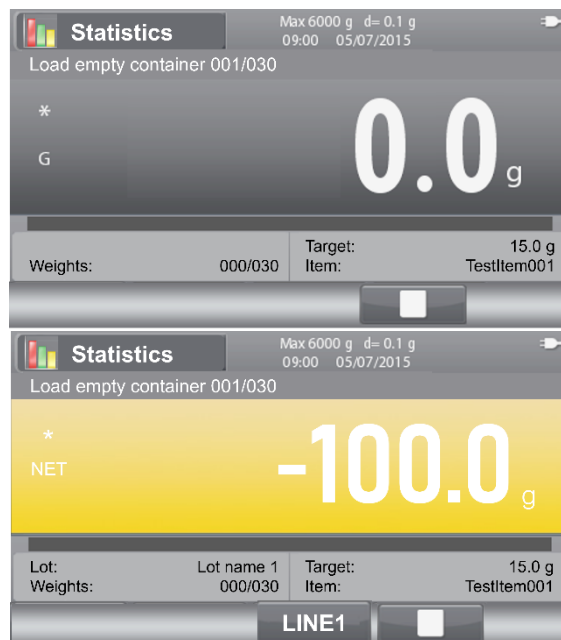 Statistics
Max 6000 g d= 0.1 g
09:00 05/07/2015
Load empty container 001/030
*
G
0.0 g
Target: 15.0 g
Weights: 000/030 Item: TestItem001
Statistics
Max 6000 g d= 0.1 g
09:00 05/07/2015
Load empty container 001/030
*
NET
-100.0 g
Lot: Lot name 1 Target: 15.0 g
Weights: 000/030 Item: TestItem001
LINE1